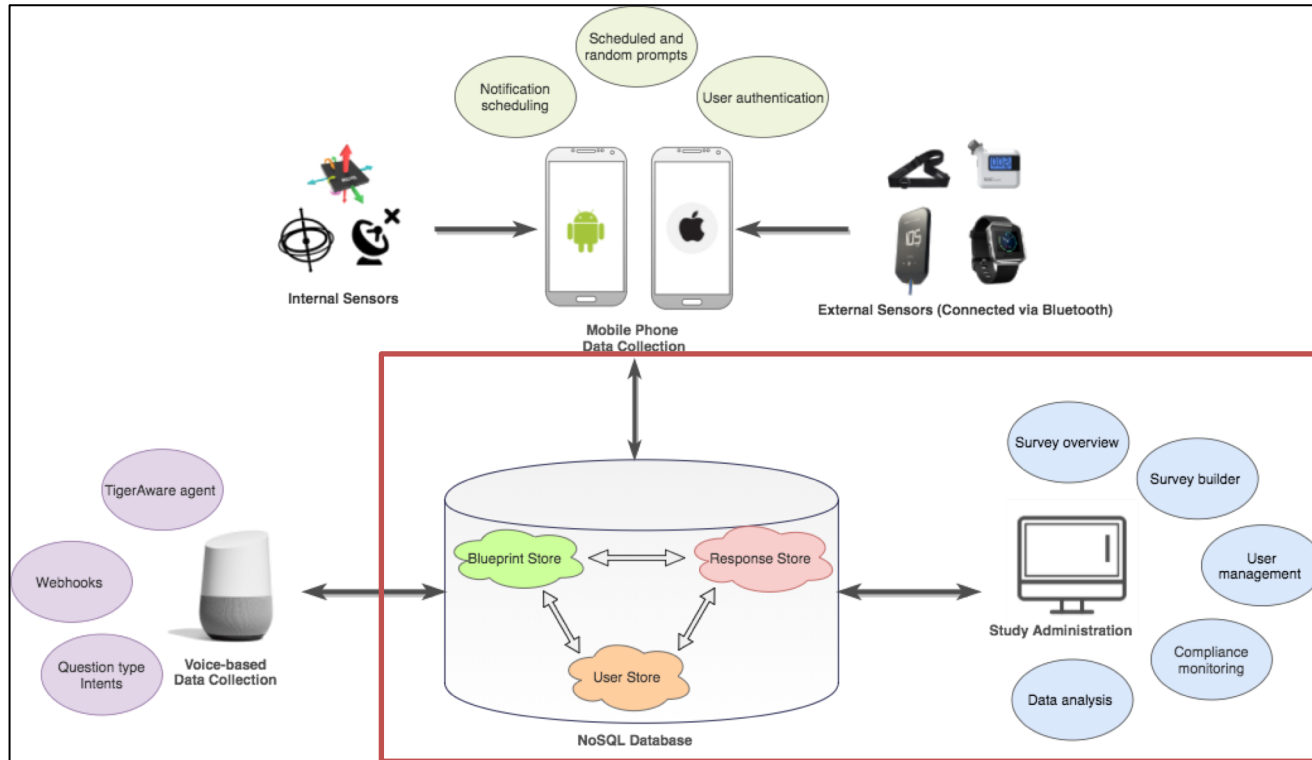 Scheduled and
random prompts
Notification
scheduling
User authentication
Internal Sensors
External Sensors (Connected via Bluetooth)
Mobile Phone
Data Collection
TigerAware agent
Webhooks
Question type
Intents
Voice-based
Data Collection
Blueprint Store
Response Store
User Store
NoSQL Database
Survey overview
Survey builder
User
management
Study Administration
Compliance
monitoring
Data analysis